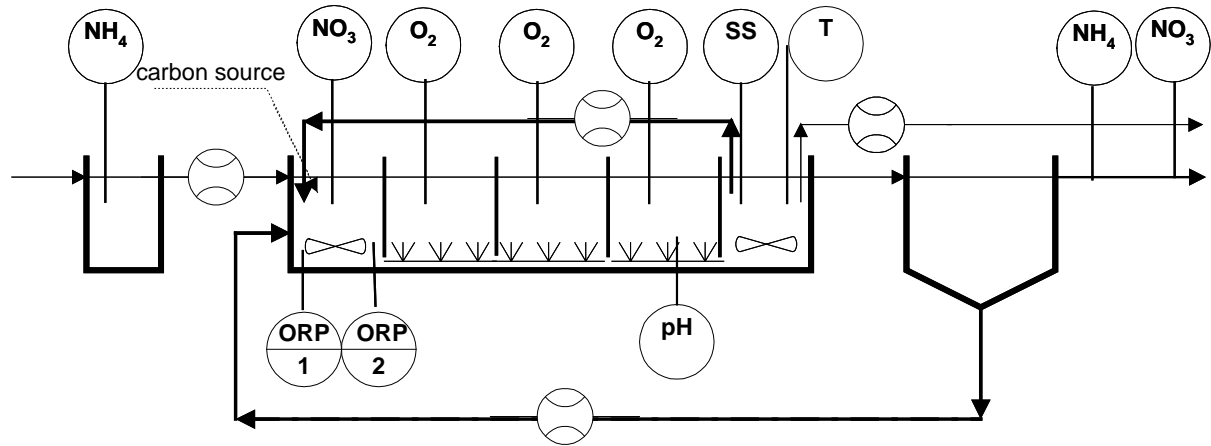 NH₄
NO₃
O₂
O₂
O₂
SS
T
NH₄
NO₃
carbon source
ORP
1
ORP
2
pH